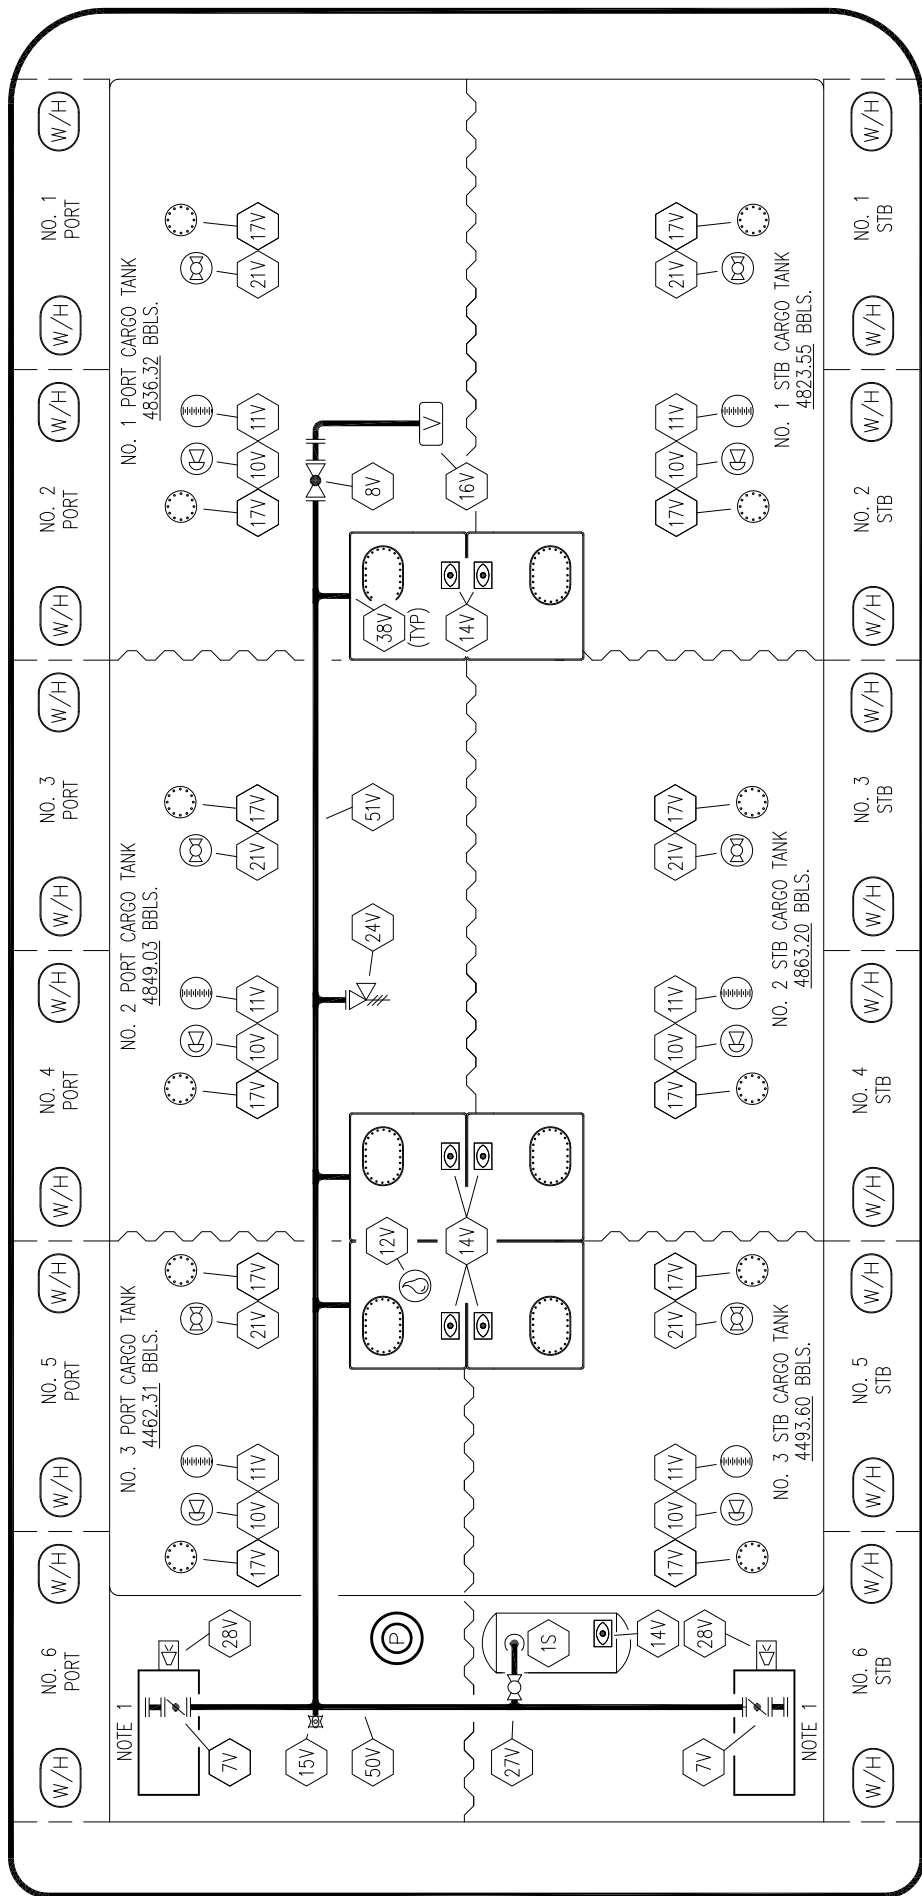 W/H
NO. 6
PORT
W/H
W/H
NO. 5
PORT
W/H
W/H
NO. 4
PORT
W/H
W/H
NO. 3
PORT
W/H
W/H
NO. 2
PORT
W/H
W/H
NO. 1
PORT
W/H
NOTE 1
28V
7V
15V
50V
P
NO. 3 PORT CARGO TANK
4462.31 BBLS.
17V
10V
11V
21V
17V
NO. 2 PORT CARGO TANK
4849.03 BBLS.
17V
10V
11V
21V
17V
NO. 1 PORT CARGO TANK
4836.32 BBLS.
17V
10V
11V
21V
17V
12V
14V
24V
51V
38V
(TYP)
14V
8V
16V
V
27V
1S
14V
28V
7V
NOTE 1
17V
10V
11V
21V
17V
NO. 3 STB CARGO TANK
4493.60 BBLS.
17V
10V
11V
21V
17V
NO. 2 STB CARGO TANK
4863.20 BBLS.
17V
10V
11V
21V
17V
NO. 1 STB CARGO TANK
4823.55 BBLS.
W/H
NO. 6
STB
W/H
W/H
NO. 5
STB
W/H
W/H
NO. 4
STB
W/H
W/H
NO. 3
STB
W/H
W/H
NO. 2
STB
W/H
W/H
NO. 1
STB
W/H